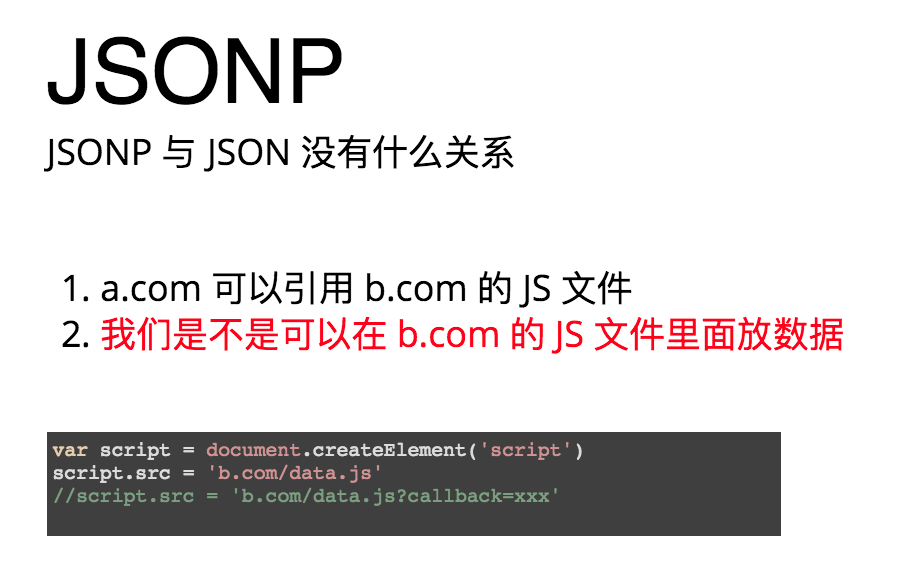 JSONP
JSONP 与 JSON 没有什么关系
1. a.com 可以引用 b.com 的 JS 文件
2. 我们是不是可以在 b.com 的 JS 文件里面放数据
var script = document.createElement('script')
script.src = 'b.com/data.js'
//script.src = 'b.com/data.js?callback=xxx'